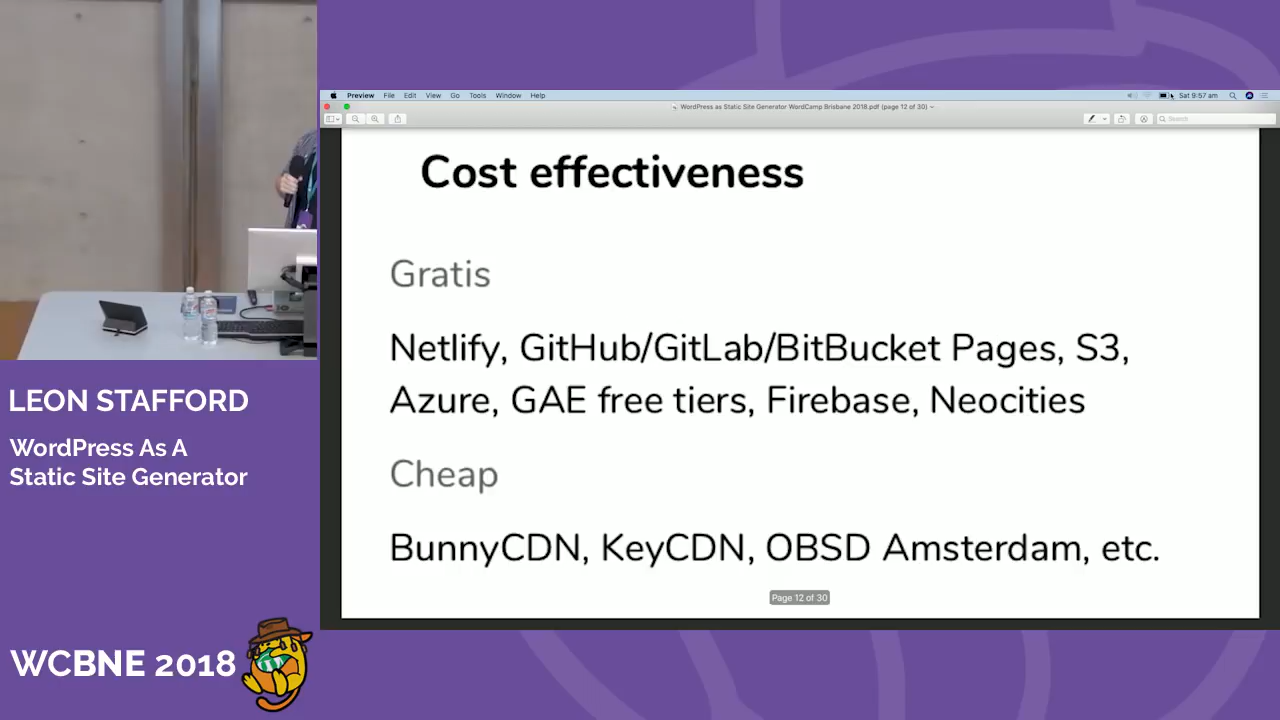 Preview File Edit View Go Tools Window Help
Sat 9:57 am
WordPress as Static Site Generator WordCamp Brisbane 2018.pdf (page 12 of 30)
Search
Cost effectiveness
Gratis
Netlify, GitHub/GitLab/BitBucket Pages, S3,
Azure, GAE free tiers, Firebase, Neocities
Cheap
BunnyCDN, KeyCDN, OBSD Amsterdam, etc.
Page 12 of 30
LEON STAFFORD
WordPress As A
Static Site Generator
WCBNE 2018